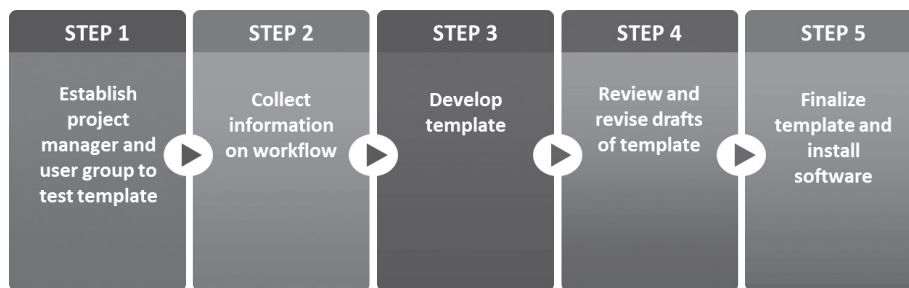 STEP 1
Establish
project
manager and
user group to
test template
STEP 2
Collect
information
on workflow
STEP 3
Develop
template
STEP 4
Review and
revise drafts
of template
STEP 5
Finalize
template and
install
software